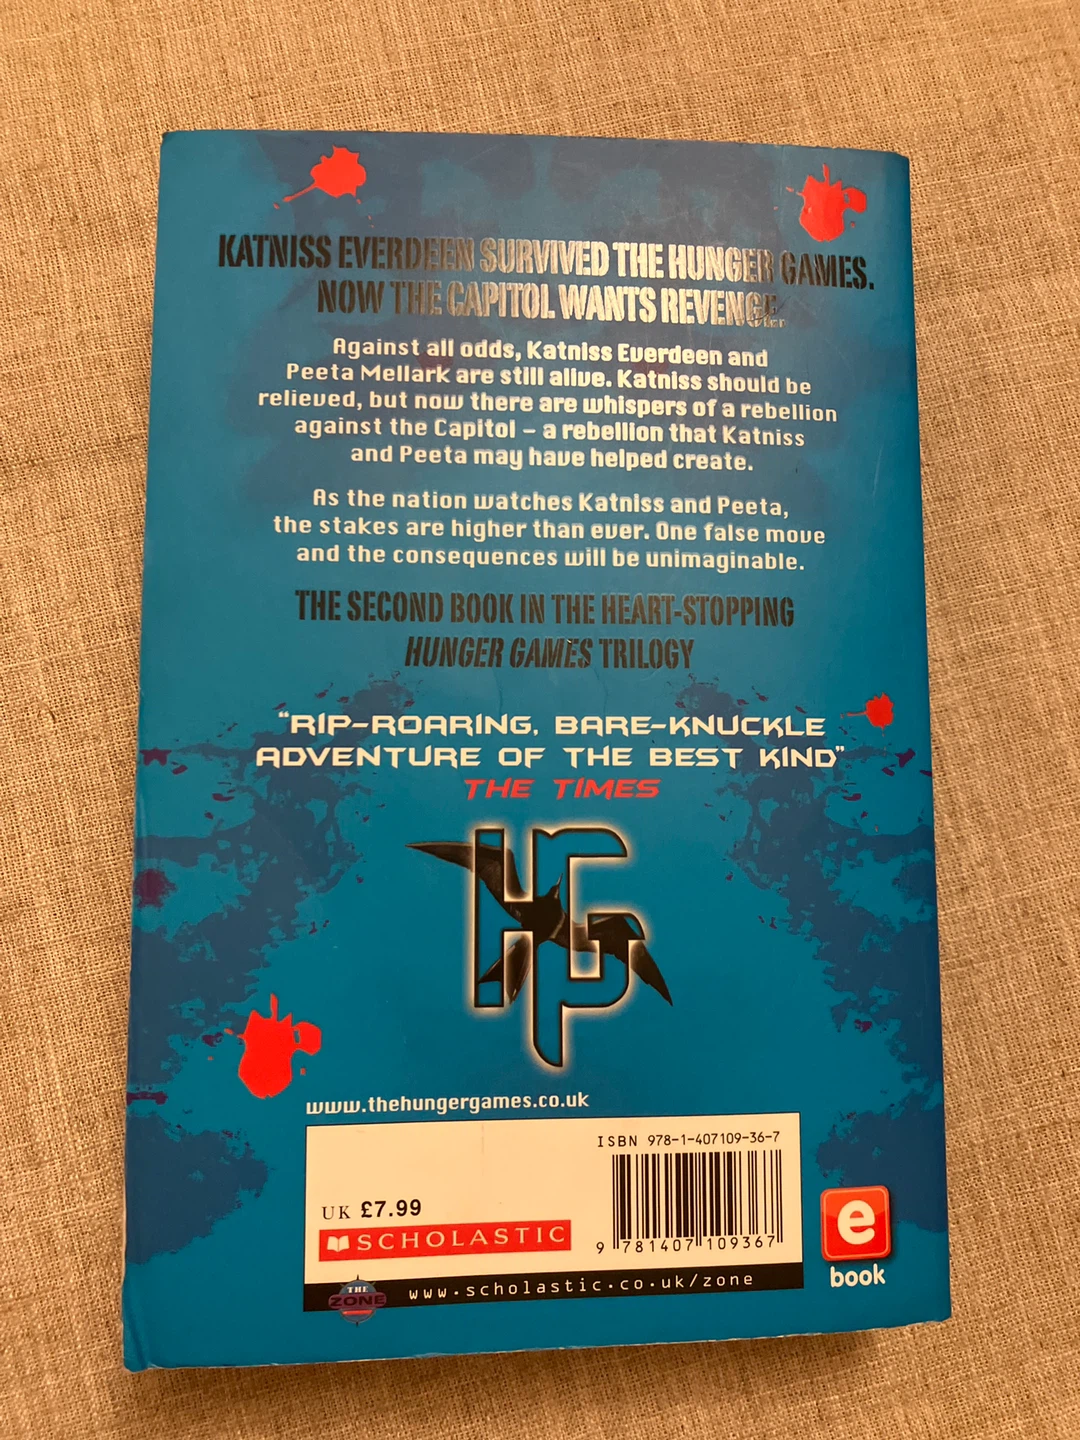 KATNISS EVERDEEN SURVIVED THE HUNGER GAMES.
NOW THE CAPITOL WANTS REVENGE.
Against all odds, Katniss Everdeen and
Peeta Mellark are still alive. Katniss should be
relieved, but now there are whispers of a rebellion
against the Capitol – a rebellion that Katniss
and Peeta may have helped create.
As the nation watches Katniss and Peeta,
the stakes are higher than ever. One false move
and the consequences will be unimaginable.
THE SECOND BOOK IN THE HEART-STOPPING
HUNGER GAMES TRILOGY
"RIP-ROARING, BARE-KNUCKLE
ADVENTURE OF THE BEST KIND"
THE TIMES
HG
www.thehungergames.co.uk
ISBN 978-1-407109-36-7
UK £7.99
SCHOLASTIC
9 781407 109367
THE
ZONE
www.scholastic.co.uk/zone
e
book